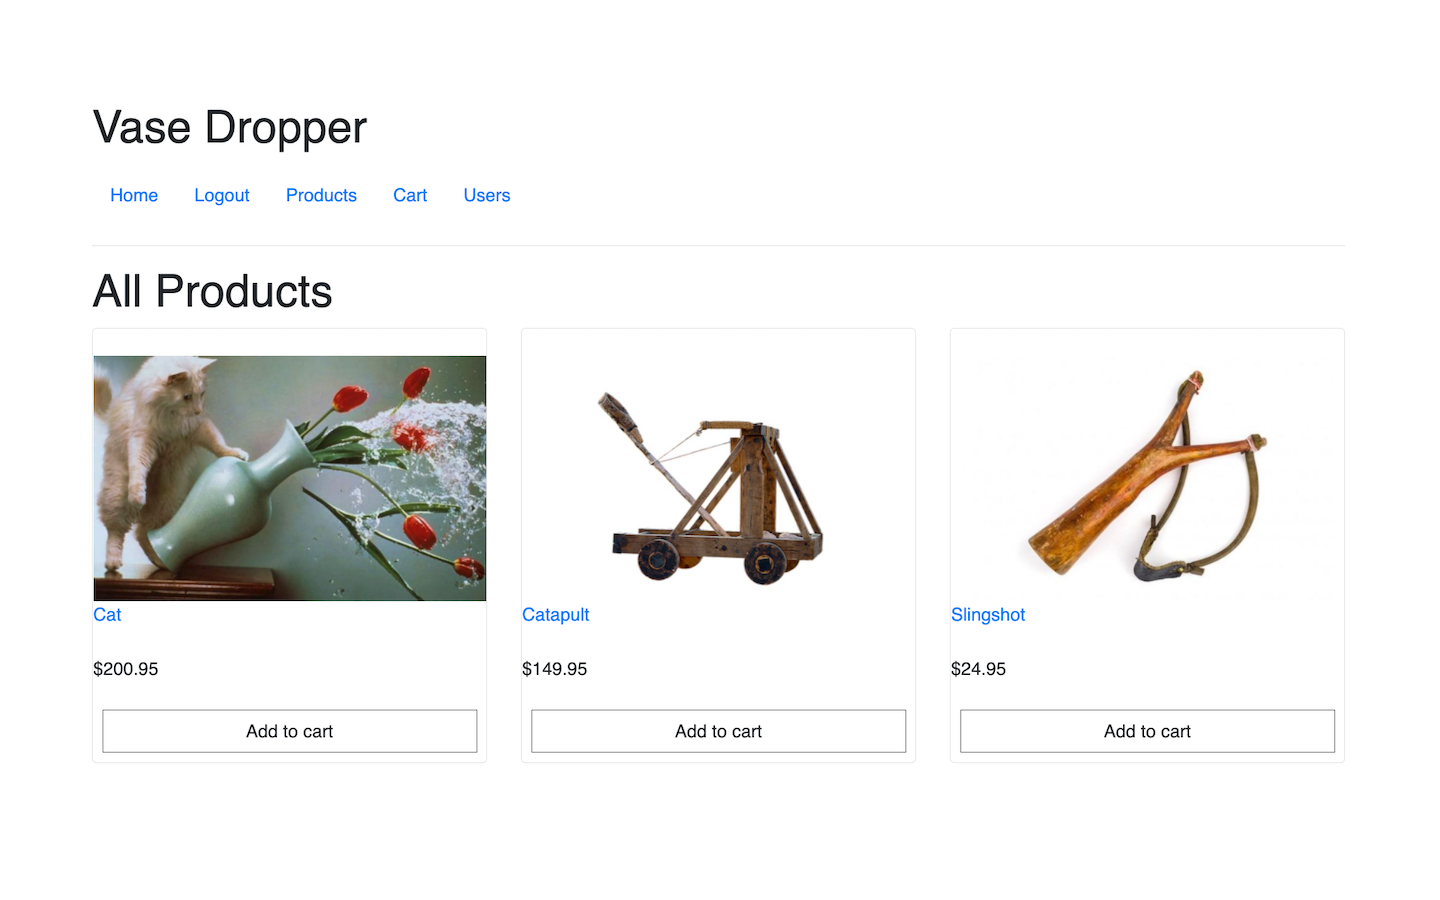 Vase Dropper
Home Logout Products Cart Users
All Products
Cat
$200.95
Add to cart
Catapult
$149.95
Add to cart
Slingshot
$24.95
Add to cart